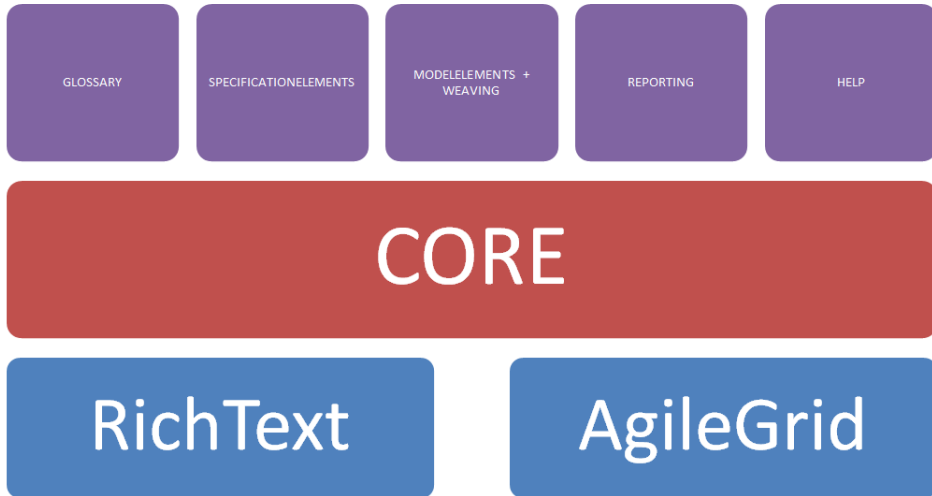 GLOSSARY
SPECIFICATIONELEMENTS
MODELELEMENTS +
WEAVING
REPORTING
HELP
CORE
RichText
AgileGrid